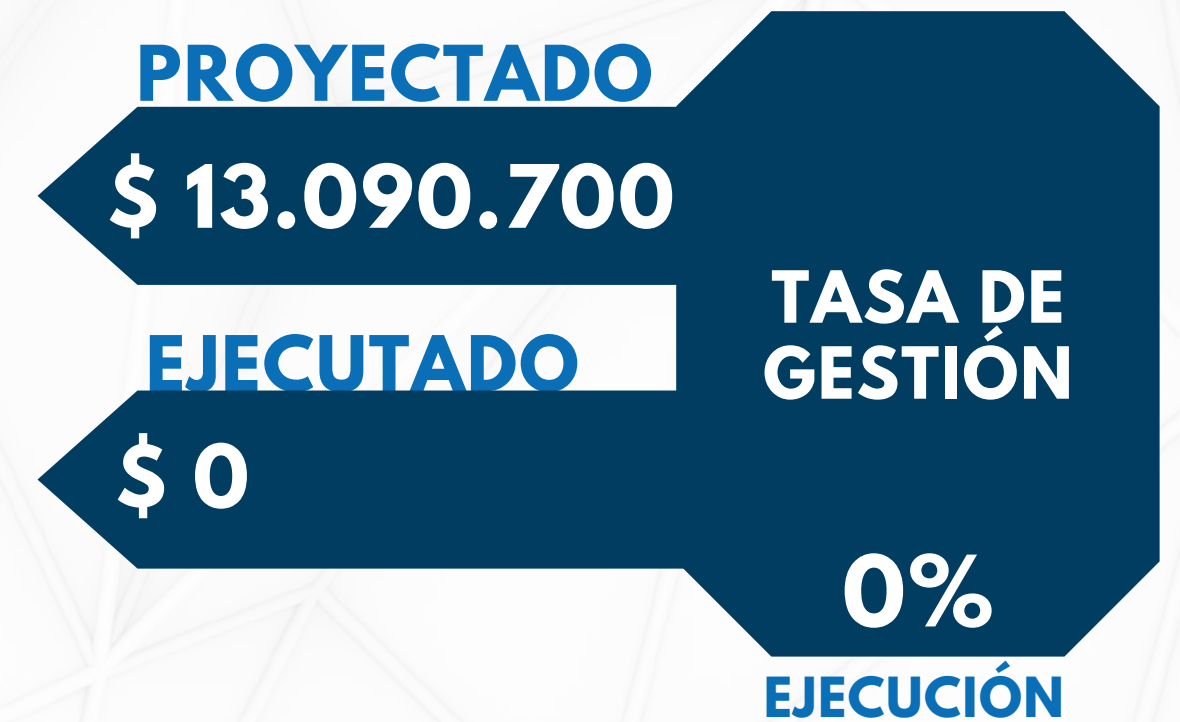 PROYECTADO
$ 13.090.700
EJECUTADO
$ 0
TASA DE
GESTIÓN
0%
EJECUCIÓN